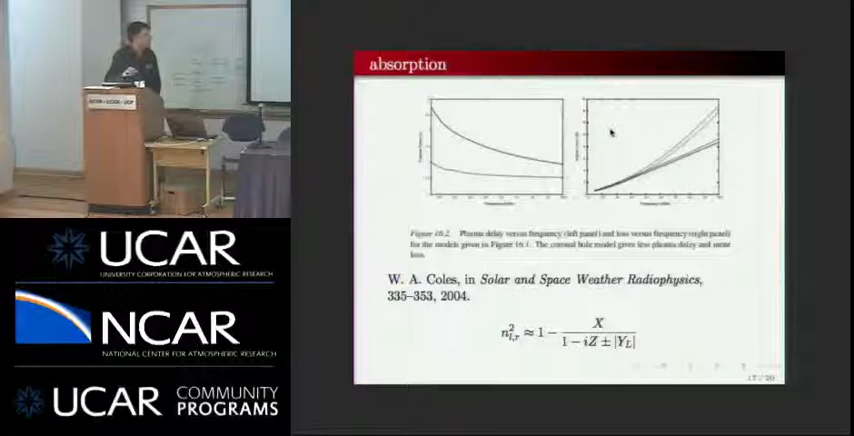 absorption
Figure 16.2. Plasma delay versus frequency (left panel) and loss versus frequency (right panel)
for the models given in Figure 16.1. The coronal hole model gives less plasma delay and more
loss.
W. A. Coles, in Solar and Space Weather Radiophysics,
335–353, 2004.
n²l,r ≈ 1 − X / (1 − iZ ± |Y_L|)
17 / 20
UCAR
UNIVERSITY CORPORATION FOR ATMOSPHERIC RESEARCH
NCAR
NATIONAL CENTER FOR ATMOSPHERIC RESEARCH
UCAR COMMUNITY
PROGRAMS